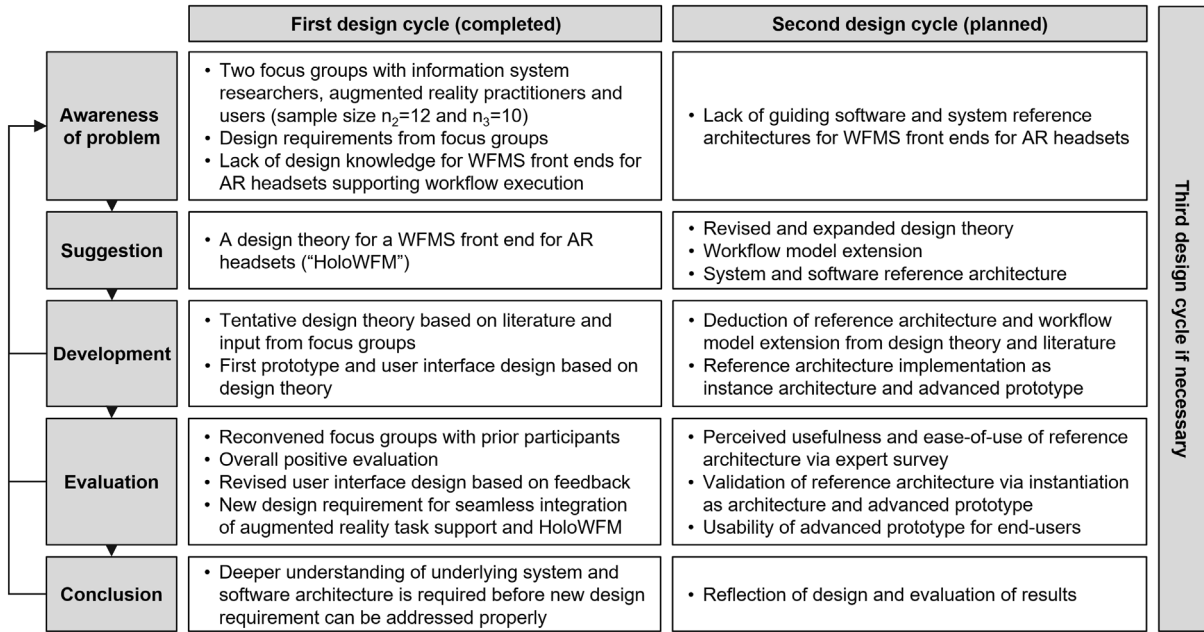 First design cycle (completed)
Second design cycle (planned)
Third design cycle if necessary
Awareness
of problem
• Two focus groups with information system
researchers, augmented reality practitioners and
users (sample size n₂=12 and n₃=10)
• Design requirements from focus groups
• Lack of design knowledge for WFMS front ends for
AR headsets supporting workflow execution
• Lack of guiding software and system reference
architectures for WFMS front ends for AR headsets
Suggestion
• A design theory for a WFMS front end for AR
headsets (“HoloWFM”)
• Revised and expanded design theory
• Workflow model extension
• System and software reference architecture
Development
• Tentative design theory based on literature and
input from focus groups
• First prototype and user interface design based on
design theory
• Deduction of reference architecture and workflow
model extension from design theory and literature
• Reference architecture implementation as
instance architecture and advanced prototype
Evaluation
• Reconvened focus groups with prior participants
• Overall positive evaluation
• Revised user interface design based on feedback
• New design requirement for seamless integration
of augmented reality task support and HoloWFM
• Perceived usefulness and ease-of-use of reference
architecture via expert survey
• Validation of reference architecture via instantiation
as architecture and advanced prototype
• Usability of advanced prototype for end-users
Conclusion
• Deeper understanding of underlying system and
software architecture is required before new design
requirement can be addressed properly
• Reflection of design and evaluation of results